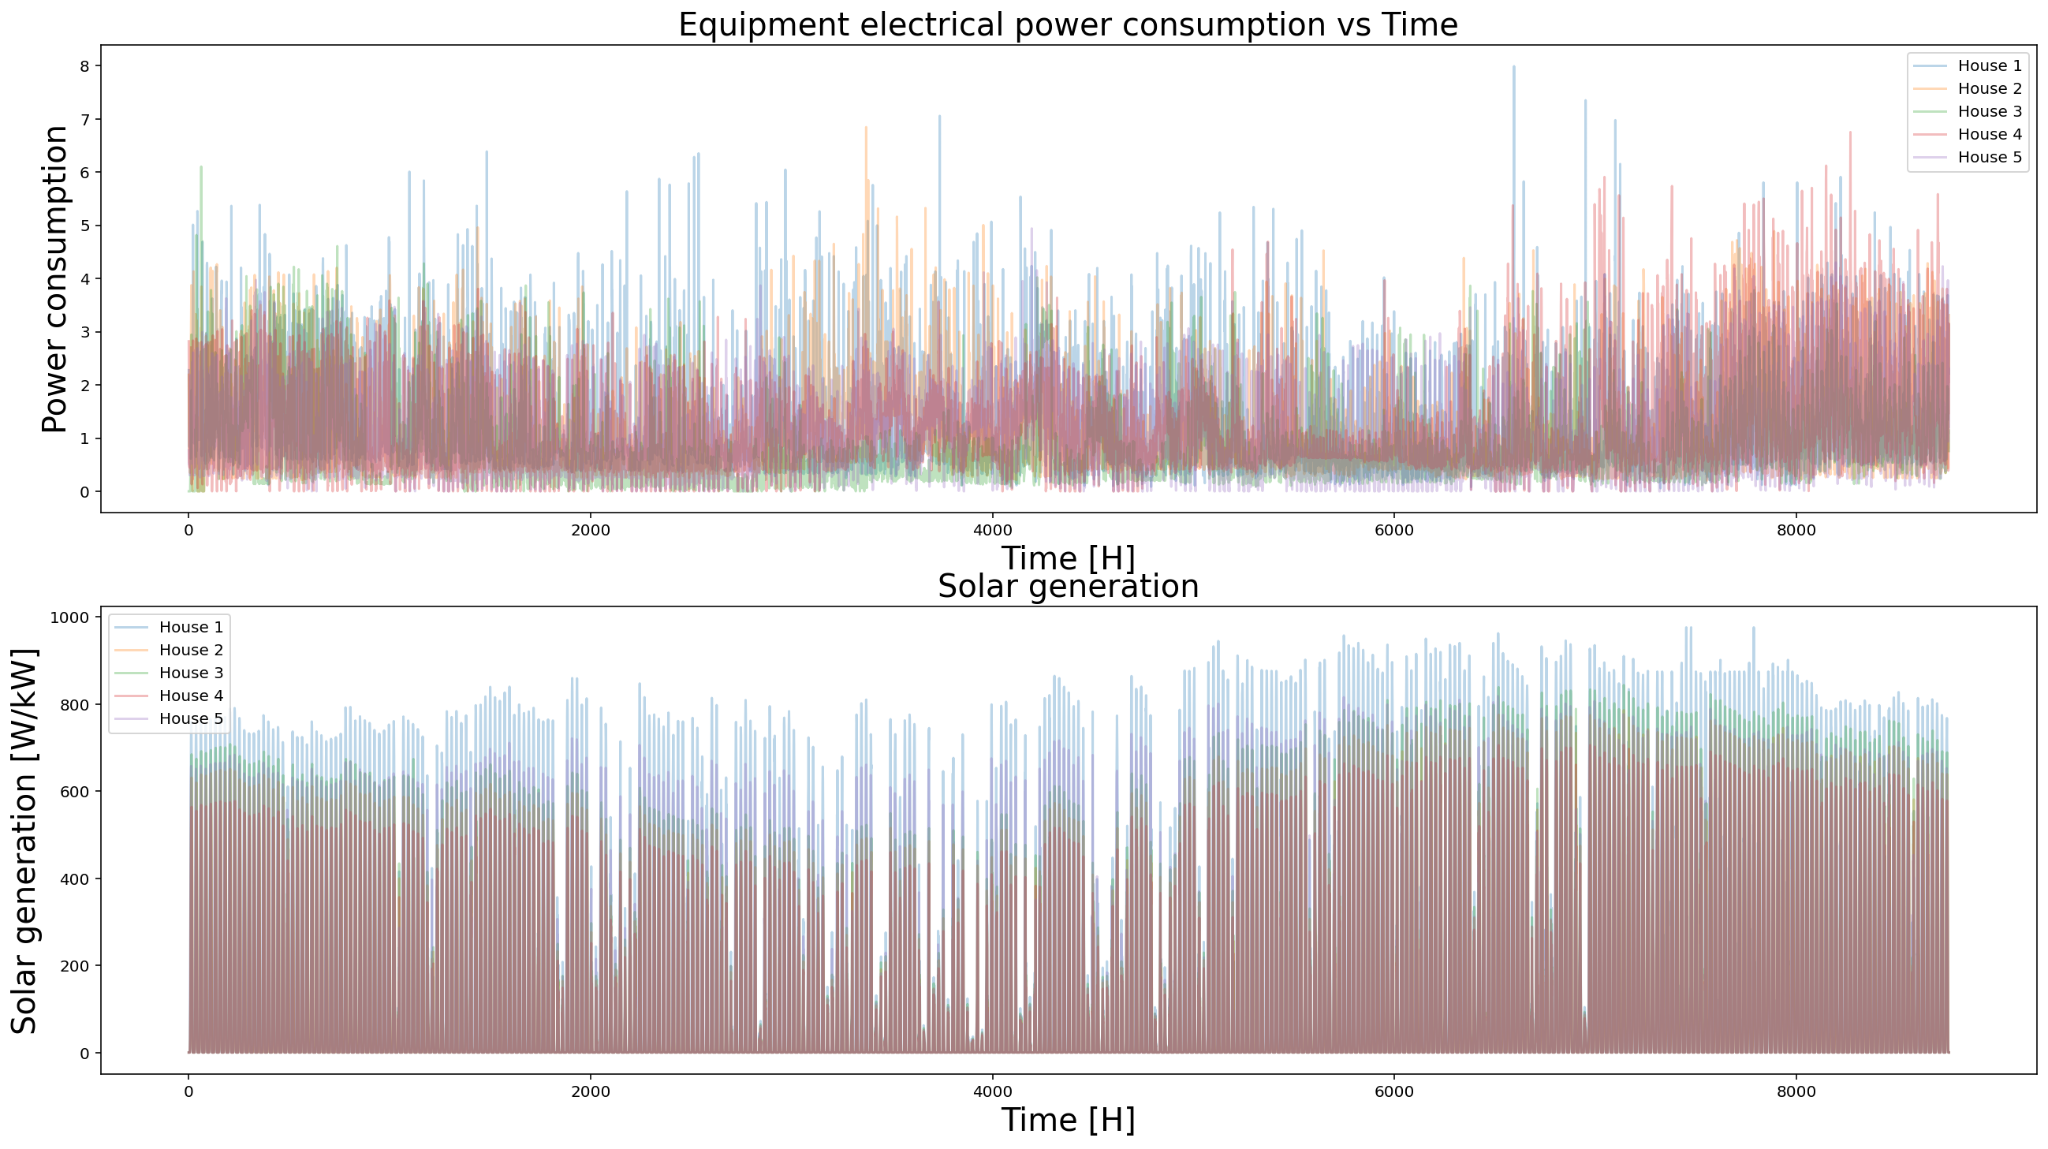 Equipment electrical power consumption vs Time
Power consumption
8
7
6
5
4
3
2
1
0
House 1
House 2
House 3
House 4
House 5
0
2000
4000
6000
8000
Time [H]
Solar generation
Solar generation [W/kW]
1000
800
600
400
200
0
House 1
House 2
House 3
House 4
House 5
0
2000
4000
6000
8000
Time [H]